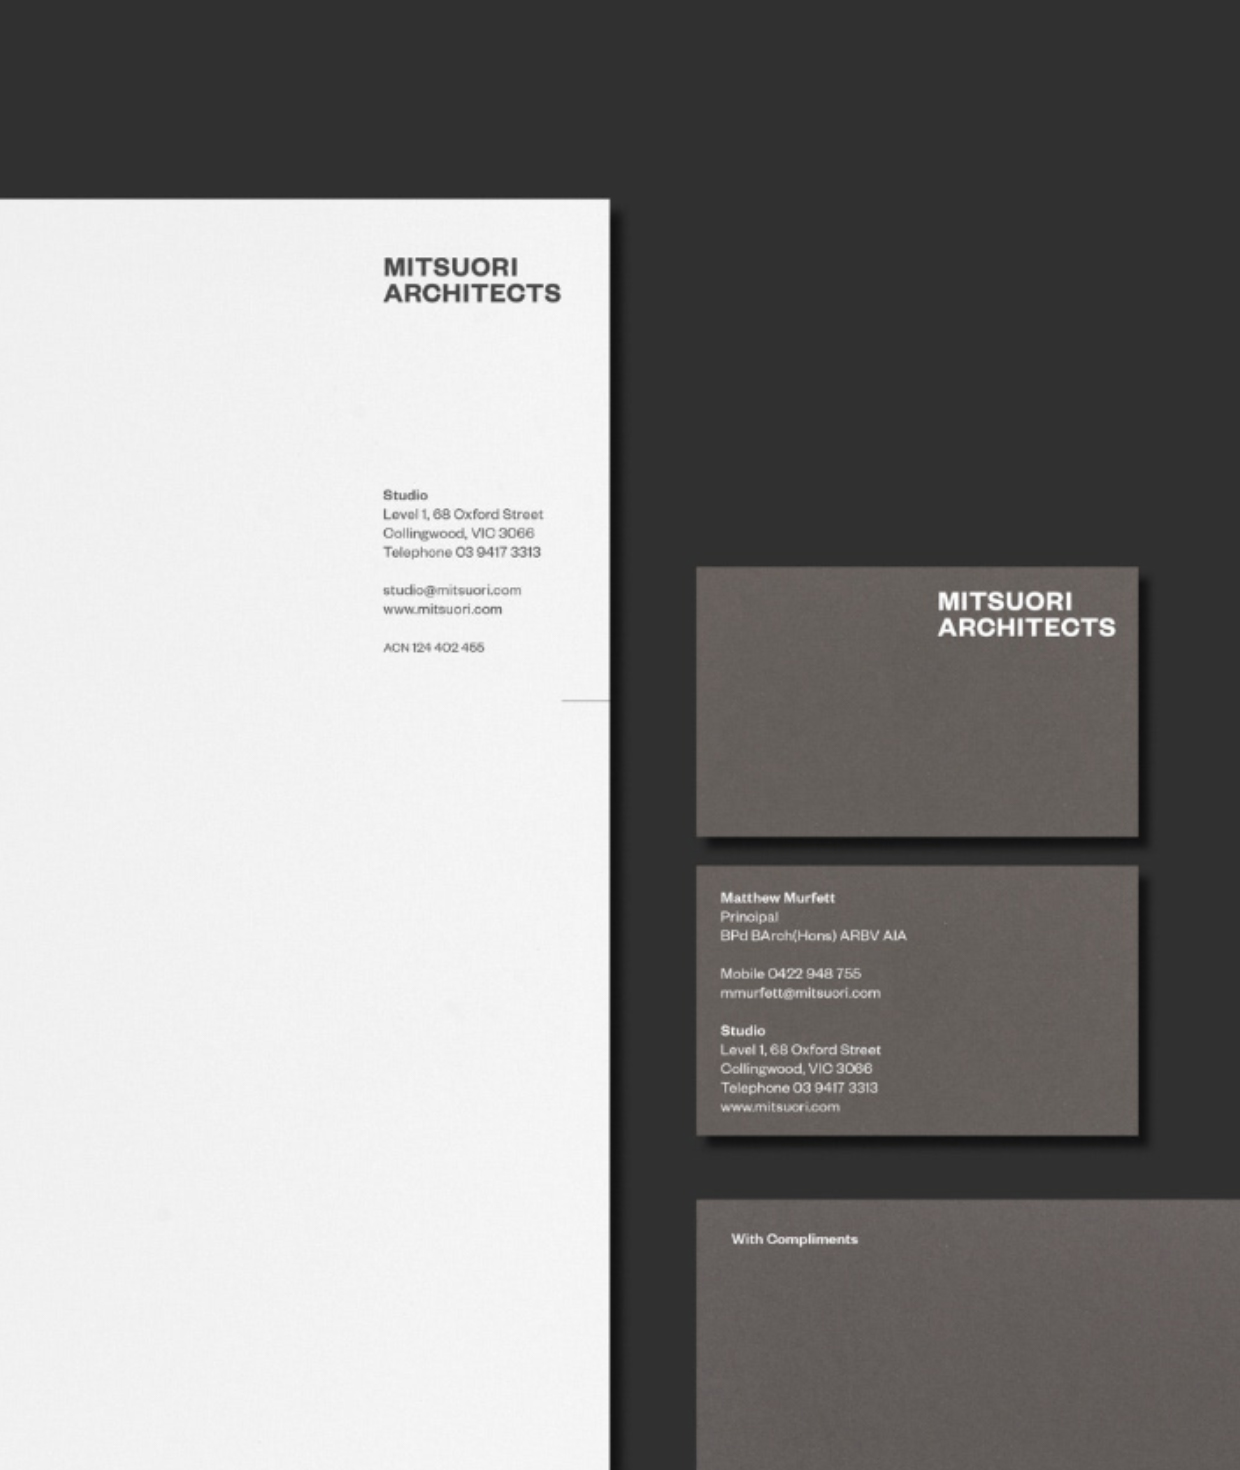 MITSUORI
ARCHITECTS
Studio
Level 1, 68 Oxford Street
Collingwood, VIC 3066
Telephone 03 9417 3313
studio@mitsuori.com
www.mitsuori.com
ACN 124 402 455
MITSUORI
ARCHITECTS
Matthew Murfett
Principal
BPd BArch(Hons) ARBV AIA
Mobile 0422 948 755
mmurfett@mitsuori.com
Studio
Level 1, 68 Oxford Street
Collingwood, VIC 3066
Telephone 03 9417 3313
www.mitsuori.com
With Compliments